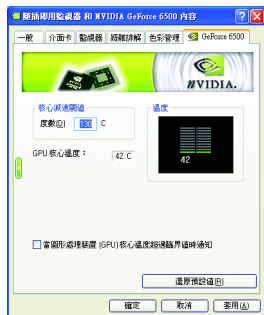 隨插即用監視器 和 NVIDIA GeForce 6500 內容
一般 介面卡 監視器 疑難排解 色彩管理 GeForce 6500
NVIDIA.
核心減速閾值
度數(D) 130 C
溫度
42
GPU 核心溫度： 42 C
當圖形處理裝置 (GPU) 核心溫度超過臨界值時通知
還原預設值(R)
確定 取消 套用(A)